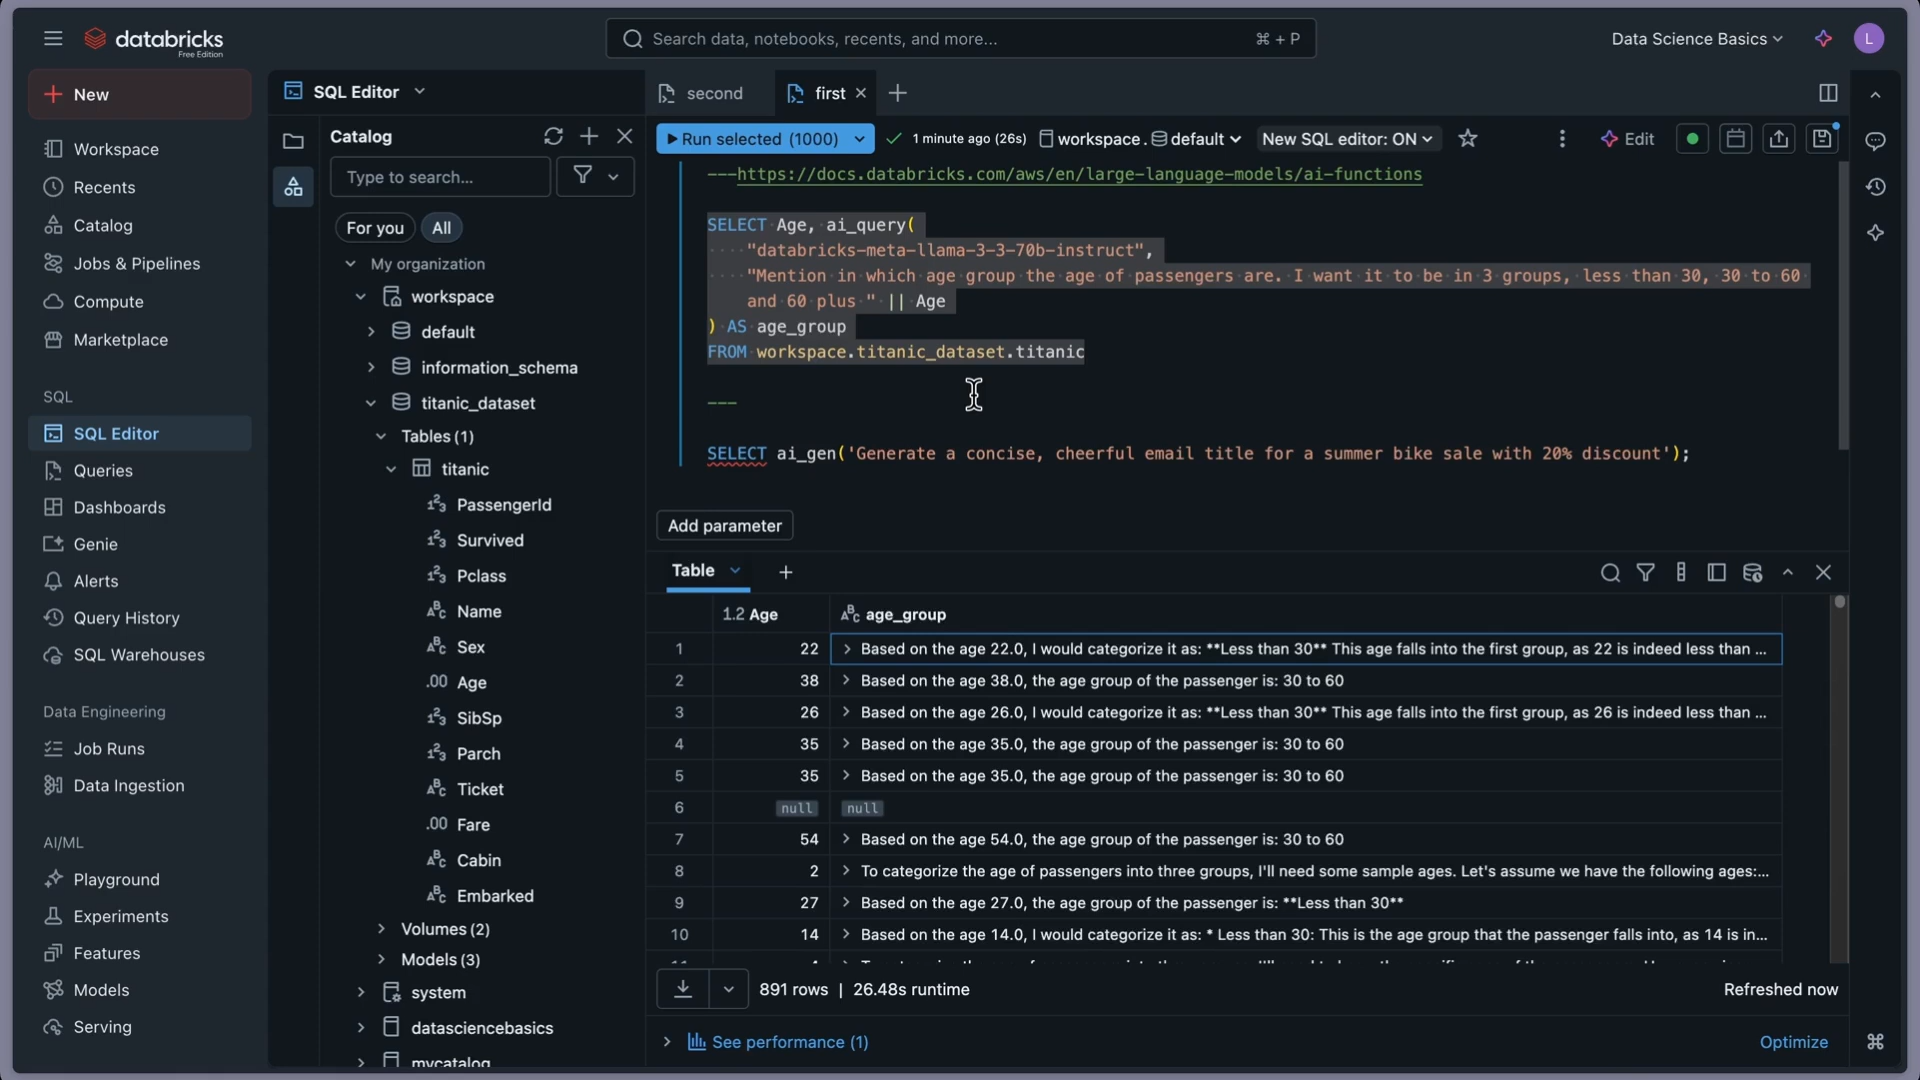 databricks
Free Edition
Search data, notebooks, recents, and more...
⌘ + P
Data Science Basics
L
New
Workspace
Recents
Catalog
Jobs & Pipelines
Compute
Marketplace
SQL
SQL Editor
Queries
Dashboards
Genie
Alerts
Query History
SQL Warehouses
Data Engineering
Job Runs
Data Ingestion
AI/ML
Playground
Experiments
Features
Models
Serving
SQL Editor
Catalog
Type to search...
For you
All
My organization
workspace
default
information_schema
titanic_dataset
Tables (1)
titanic
PassengerId
Survived
Pclass
Name
Sex
Age
SibSp
Parch
Ticket
Fare
Cabin
Embarked
Volumes (2)
Models (3)
system
datasciencebasics
mycatalog
second
first
Run selected (1000)
1 minute ago (26s)
workspace.
default
New SQL editor: ON
Edit
---https://docs.databricks.com/aws/en/large-language-models/ai-functions
SELECT Age, ai_query(
"databricks-meta-llama-3-3-70b-instruct",
"Mention in which age group the age of passengers are. I want it to be in 3 groups, less than 30, 30 to 60
and 60 plus " || Age
) AS age_group
FROM workspace.titanic_dataset.titanic
---
SELECT ai_gen('Generate a concise, cheerful email title for a summer bike sale with 20% discount');
Add parameter
Table
1.2 Age
ABc age_group
1 22 Based on the age 22.0, I would categorize it as: **Less than 30** This age falls into the first group, as 22 is indeed less than ...
2 38 Based on the age 38.0, the age group of the passenger is: 30 to 60
3 26 Based on the age 26.0, I would categorize it as: **Less than 30** This age falls into the first group, as 26 is indeed less than ...
4 35 Based on the age 35.0, the age group of the passenger is: 30 to 60
5 35 Based on the age 35.0, the age group of the passenger is: 30 to 60
6 null null
7 54 Based on the age 54.0, the age group of the passenger is: 30 to 60
8 2 To categorize the age of passengers into three groups, I'll need some sample ages. Let's assume we have the following ages:...
9 27 Based on the age 27.0, the age group of the passenger is: **Less than 30**
10 14 Based on the age 14.0, I would categorize it as: * Less than 30: This is the age group that the passenger falls into, as 14 is in...
891 rows | 26.48s runtime
Refreshed now
See performance (1)
Optimize